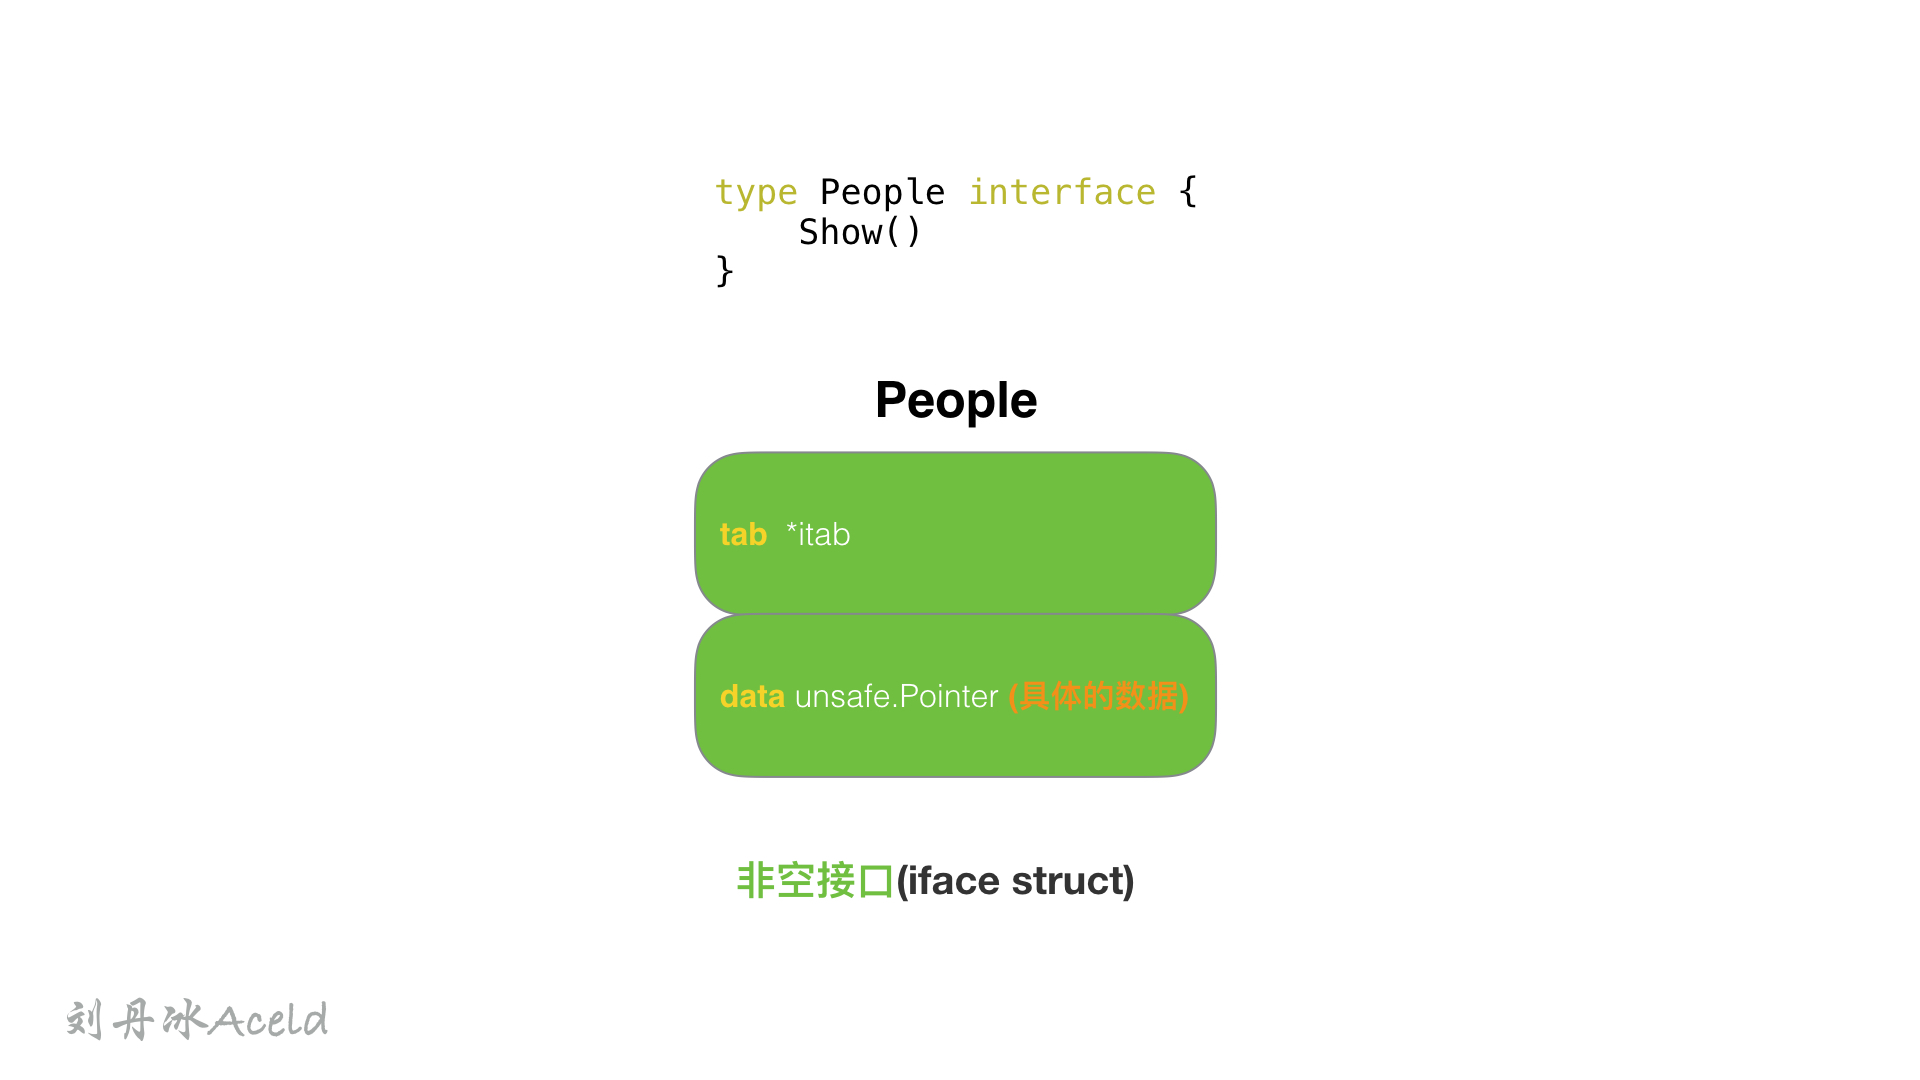 type People interface {
    Show()
}
People
tab *itab
data unsafe.Pointer (具体的数据)
非空接口(iface struct)
刘丹冰Aceld